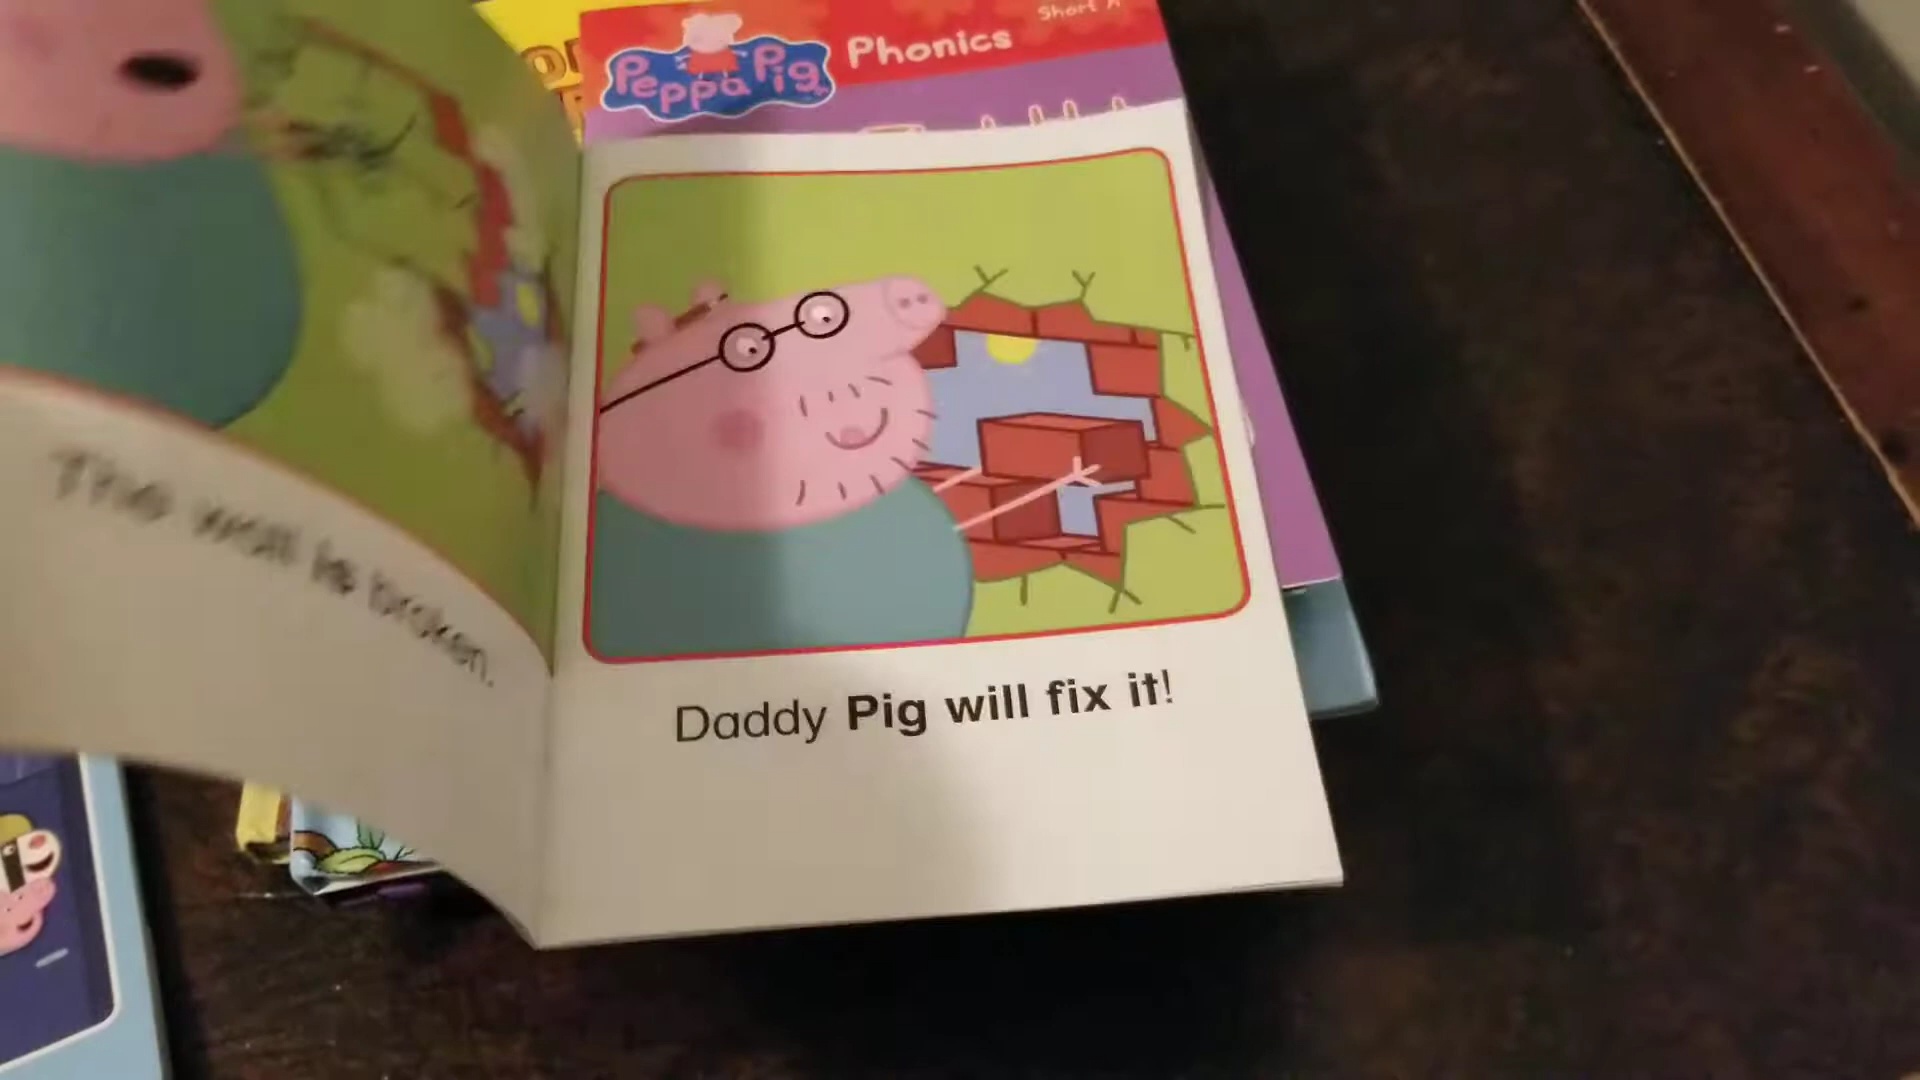 Peppa Pig
Phonics
Short A
The wall is broken.
Daddy Pig will fix it!